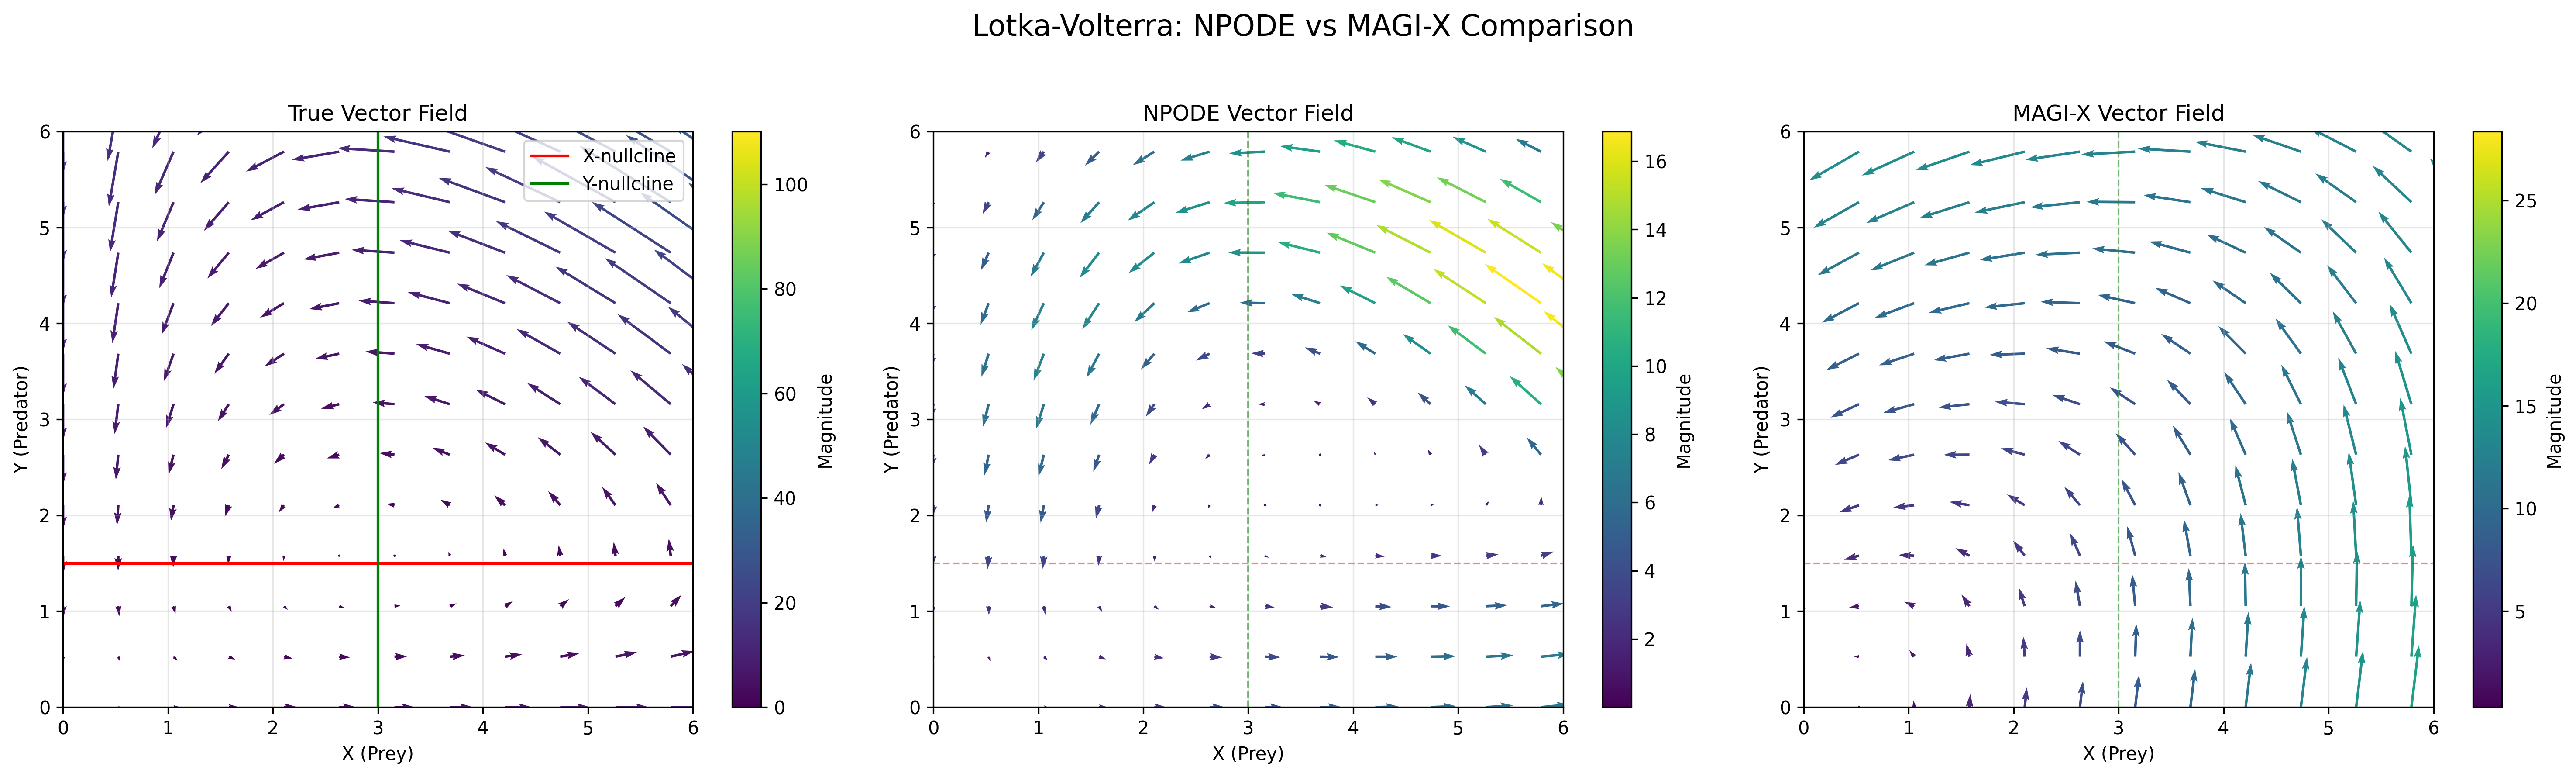 Lotka-Volterra: NPODE vs MAGI-X Comparison
True Vector Field
X-nullcline
Y-nullcline
Y (Predator)
6
5
4
3
2
1
0
0 1 2 3 4 5 6
X (Prey)
100
80
60
40
20
0
Magnitude
NPODE Vector Field
Y (Predator)
6
5
4
3
2
1
0
0 1 2 3 4 5 6
X (Prey)
16
14
12
10
8
6
4
2
Magnitude
MAGI-X Vector Field
Y (Predator)
6
5
4
3
2
1
0
0 1 2 3 4 5 6
X (Prey)
25
20
15
10
5
Magnitude